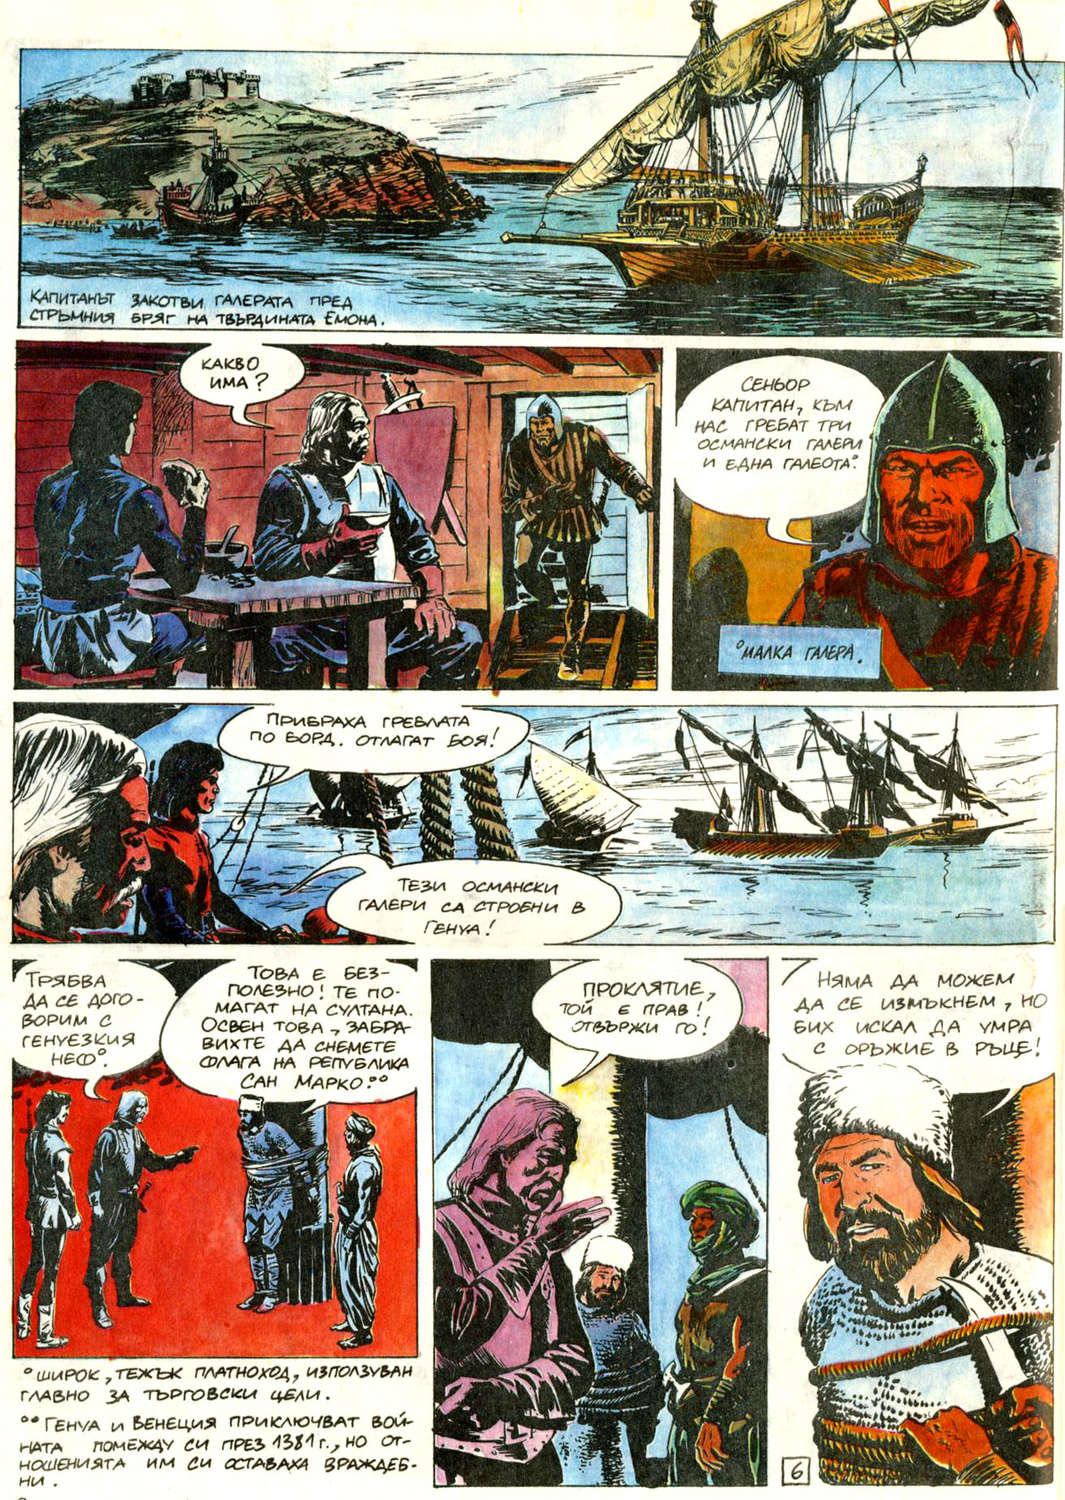 КАПИТАНЪТ ЗАКОТВИ ГАЛЕРАТА ПРЕД
СТРЪМНИЯ БРЯГ НА ТВЪРДИНАТА ЕМОНА.
КАКВО
ИМА?
СЕНЬОР
КАПИТАН, КЪМ
НАС ГРЕБАТ ТРИ
ОСМАНСКИ ГАЛЕРИ
И ЕДНА ГАЛЕОТА°.
°МАЛКА ГАЛЕРА.
ПРИБРАХА ГРЕБЛАТА
ПО БОРД. ОТЛАГАТ БОЯ!
ТЕЗИ ОСМАНСКИ
ГАЛЕРИ СА СТРОЕНИ В
ГЕНУА!
ТРЯБВА
ДА СЕ ДОГО-
ВОРИМ С
ГЕНУЕЗКИЯ
НЕФ°.
ТОВА Е БЕЗ-
ПОЛЕЗНО! ТЕ ПО-
МАГАТ НА СУЛТАНА.
ОСВЕН ТОВА, ЗАБРА-
ВИХТЕ ДА СНЕМЕТЕ
ФЛАГА НА РЕПУБЛИКА
САН МАРКО.°°
ПРОКЛЯТИЕ,
ТОЙ Е ПРАВ!
ОТВЪРЖИ ГО!
НЯМА ДА МОЖЕМ
ДА СЕ ИЗМЪКНЕМ, НО
БИХ ИСКАЛ ДА УМРА
С ОРЪЖИЕ В РЪЦЕ!
°ШИРОК, ТЕЖЪК ПЛАТНОХОД, ИЗПОЛЗУВАН
ГЛАВНО ЗА ТЪРГОВСКИ ЦЕЛИ.
°°ГЕНУА И ВЕНЕЦИЯ ПРИКЛЮЧВАТ ВОЙ-
НАТА ПОМЕЖДУ СИ ПРЕЗ 1381 г., НО ОТ-
НОШЕНИЯТА ИМ СИ ОСТАВАХА ВРАЖДЕБ-
НИ.
6